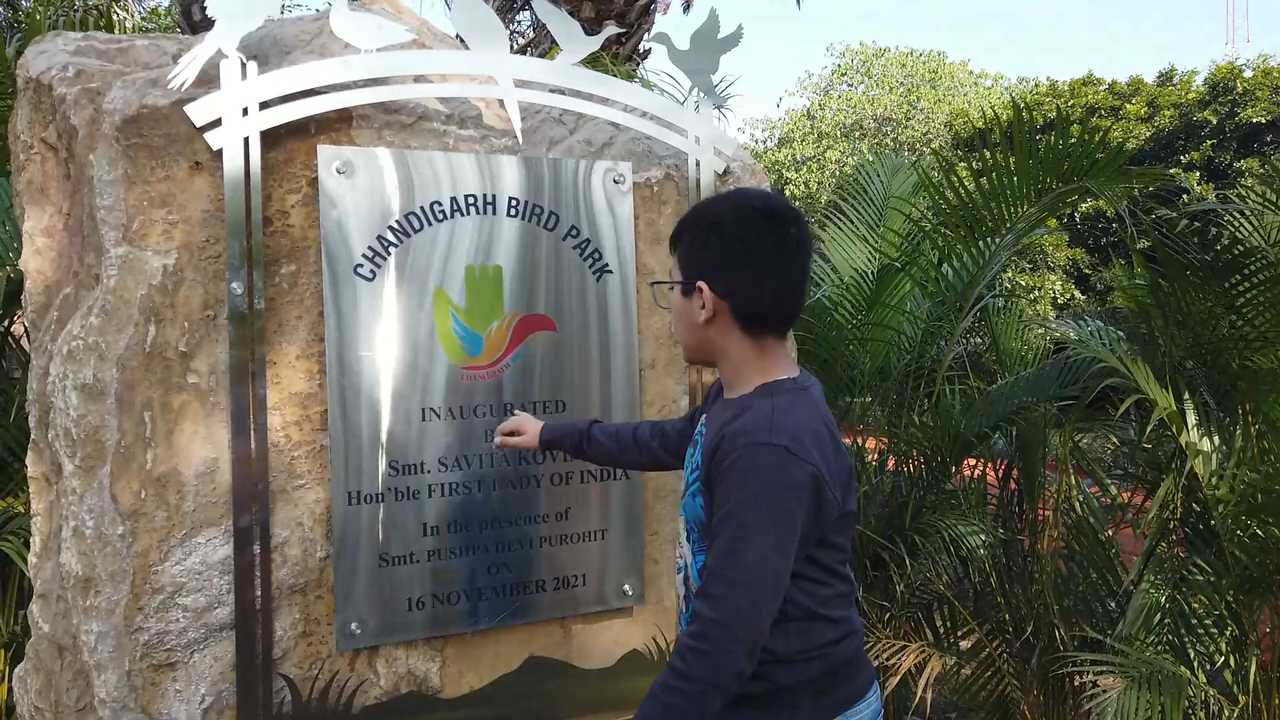 CHANDIGARH BIRD PARK
CHANDIGARH
INAUGURATED
Smt. SAVITA
Hon'ble FIRST LADY OF INDIA
In the presence of
Smt. PUSHPA DEVI PUROHIT
ON
16 NOVEMBER 2021